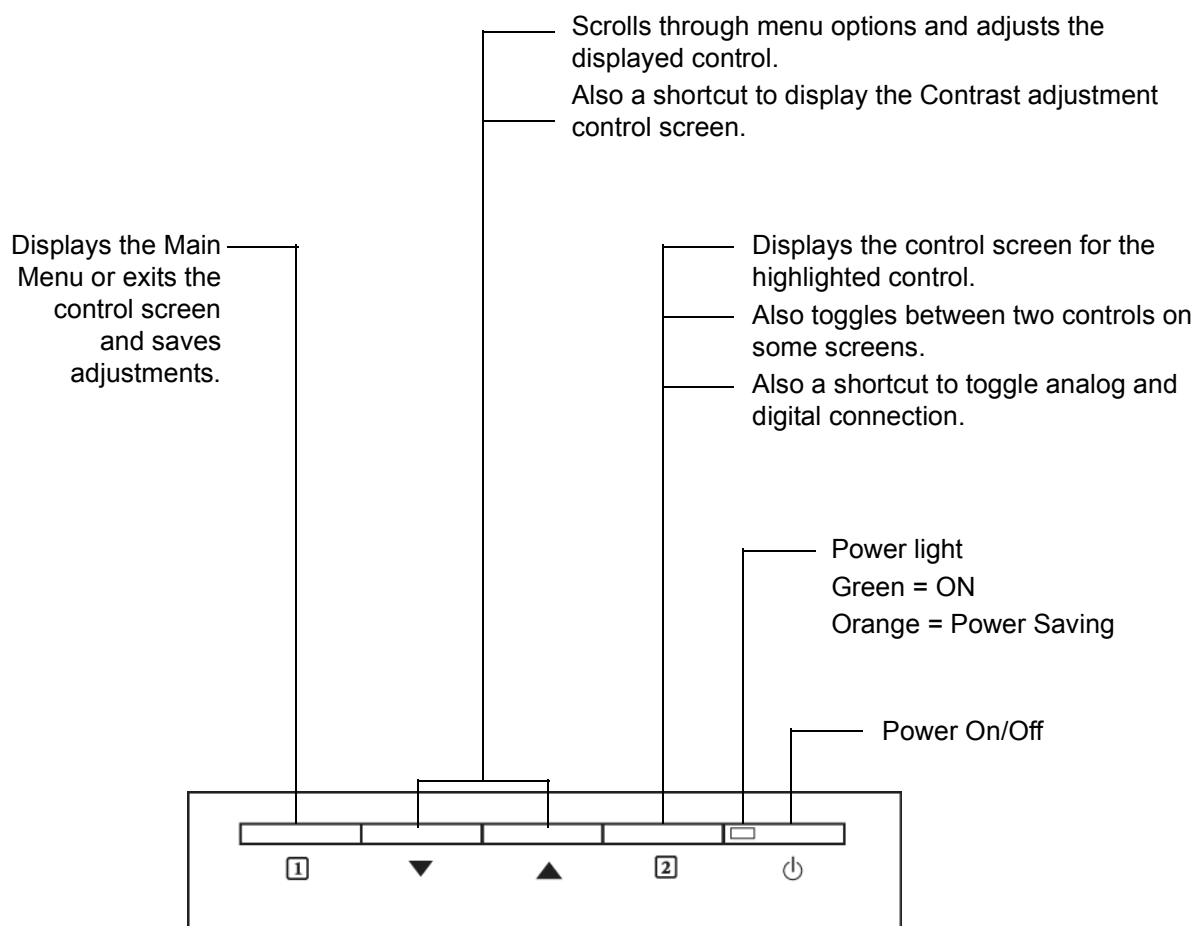 Scrolls through menu options and adjusts the
displayed control.
Also a shortcut to display the Contrast adjustment
control screen.
Displays the Main
Menu or exits the
control screen
and saves
adjustments.
Displays the control screen for the
highlighted control.
Also toggles between two controls on
some screens.
Also a shortcut to toggle analog and
digital connection.
Power light
Green = ON
Orange = Power Saving
Power On/Off
1
2